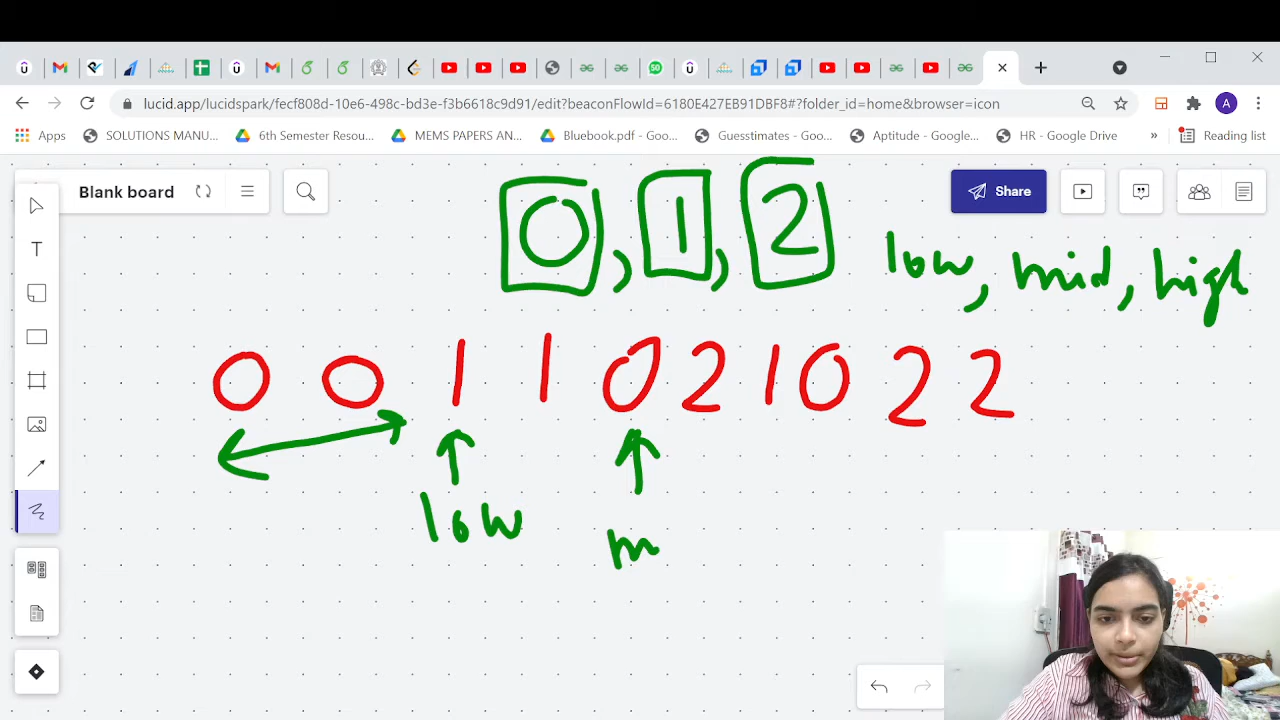 lucid.app/lucidspark/fecf808d-10e6-498c-bd3e-f3b6618c9d91/edit?beaconFlowId=6180E427EB91DBF8#?folder_id=home&browser=icon
A
Apps
SOLUTIONS MANU...
6th Semester Resou...
MEMS PAPERS AN...
Bluebook.pdf - Goo...
Guesstimates - Goo...
Aptitude - Google...
HR - Google Drive
»
Reading list
Blank board
Share
T
0, 1, 2
low, mid, high
0 0 1 1 0 2 1 0 2 2
low
m